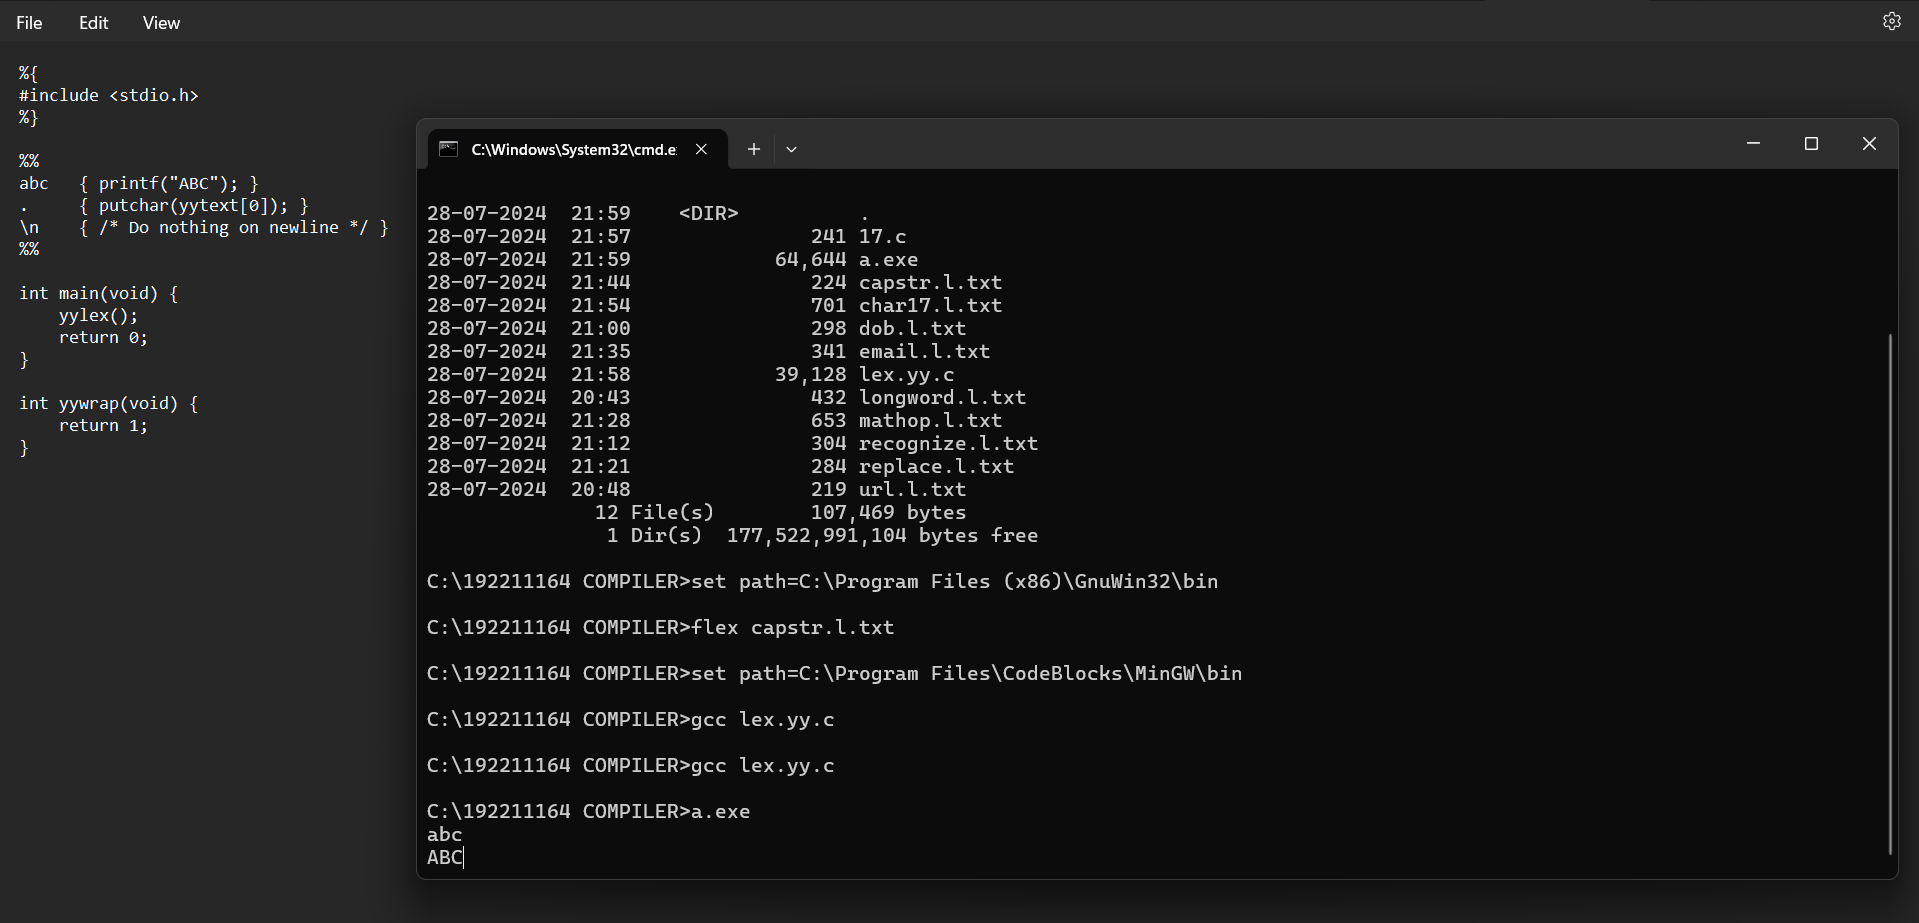 File Edit View
%{
#include <stdio.h>
%}
%%
abc { printf("ABC"); }
. { putchar(yytext[0]); }
\n { /* Do nothing on newline */ }
%%
int main(void) {
yylex();
return 0;
}
int yywrap(void) {
return 1;
}
C:\Windows\System32\cmd.e
28-07-2024 21:59 <DIR> .
28-07-2024 21:57 241 17.c
28-07-2024 21:59 64,644 a.exe
28-07-2024 21:44 224 capstr.l.txt
28-07-2024 21:54 701 char17.l.txt
28-07-2024 21:00 298 dob.l.txt
28-07-2024 21:35 341 email.l.txt
28-07-2024 21:58 39,128 lex.yy.c
28-07-2024 20:43 432 longword.l.txt
28-07-2024 21:28 653 mathop.l.txt
28-07-2024 21:12 304 recognize.l.txt
28-07-2024 21:21 284 replace.l.txt
28-07-2024 20:48 219 url.l.txt
12 File(s) 107,469 bytes
1 Dir(s) 177,522,991,104 bytes free
C:\192211164 COMPILER>set path=C:\Program Files (x86)\GnuWin32\bin
C:\192211164 COMPILER>flex capstr.l.txt
C:\192211164 COMPILER>set path=C:\Program Files\CodeBlocks\MinGW\bin
C:\192211164 COMPILER>gcc lex.yy.c
C:\192211164 COMPILER>gcc lex.yy.c
C:\192211164 COMPILER>a.exe
abc
ABC